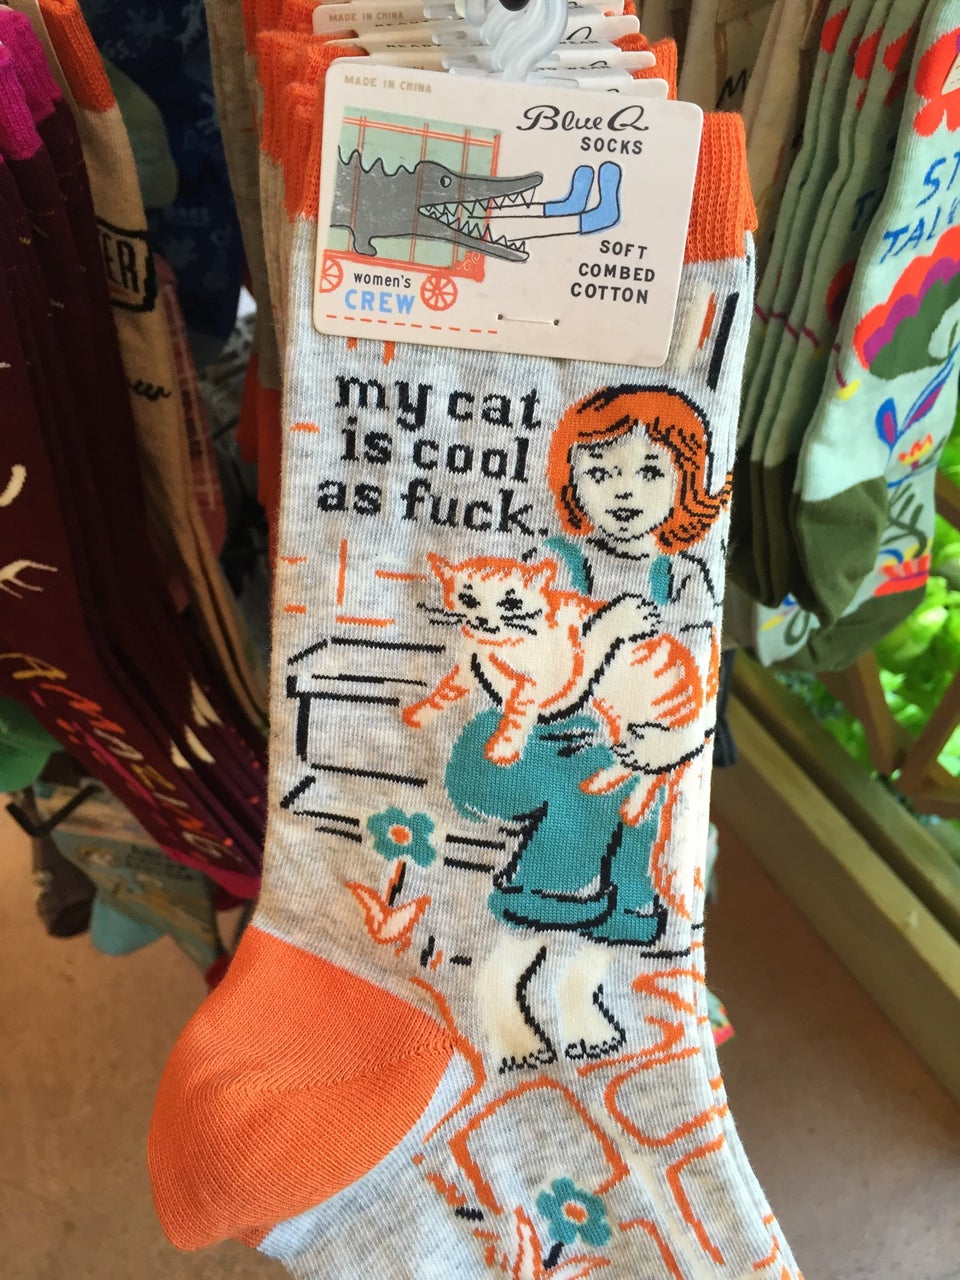 MADE IN CHINA
MADE IN CHINA
Blue Q
SOCKS
SOFT
COMBED
COTTON
women's
CREW
my cat
is cool
as fuck.
AMAZING